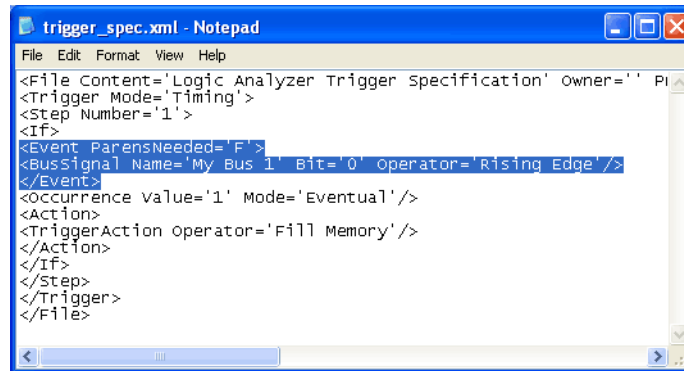 trigger_spec.xml - Notepad
File Edit Format View Help
<File Content='Logic Analyzer Trigger Specification' Owner=''
<Trigger Mode='Timing'>
<Step Number='1'>
<If>
<Event ParensNeeded='F'>
<BusSignal Name='My Bus 1' Bit='0' Operator='Rising Edge'/>
</Event>
<Occurrence Value='1' Mode='Eventual'/>
<Action>
<TriggerAction Operator='Fill Memory'/>
</Action>
</If>
</Step>
</Trigger>
</File>